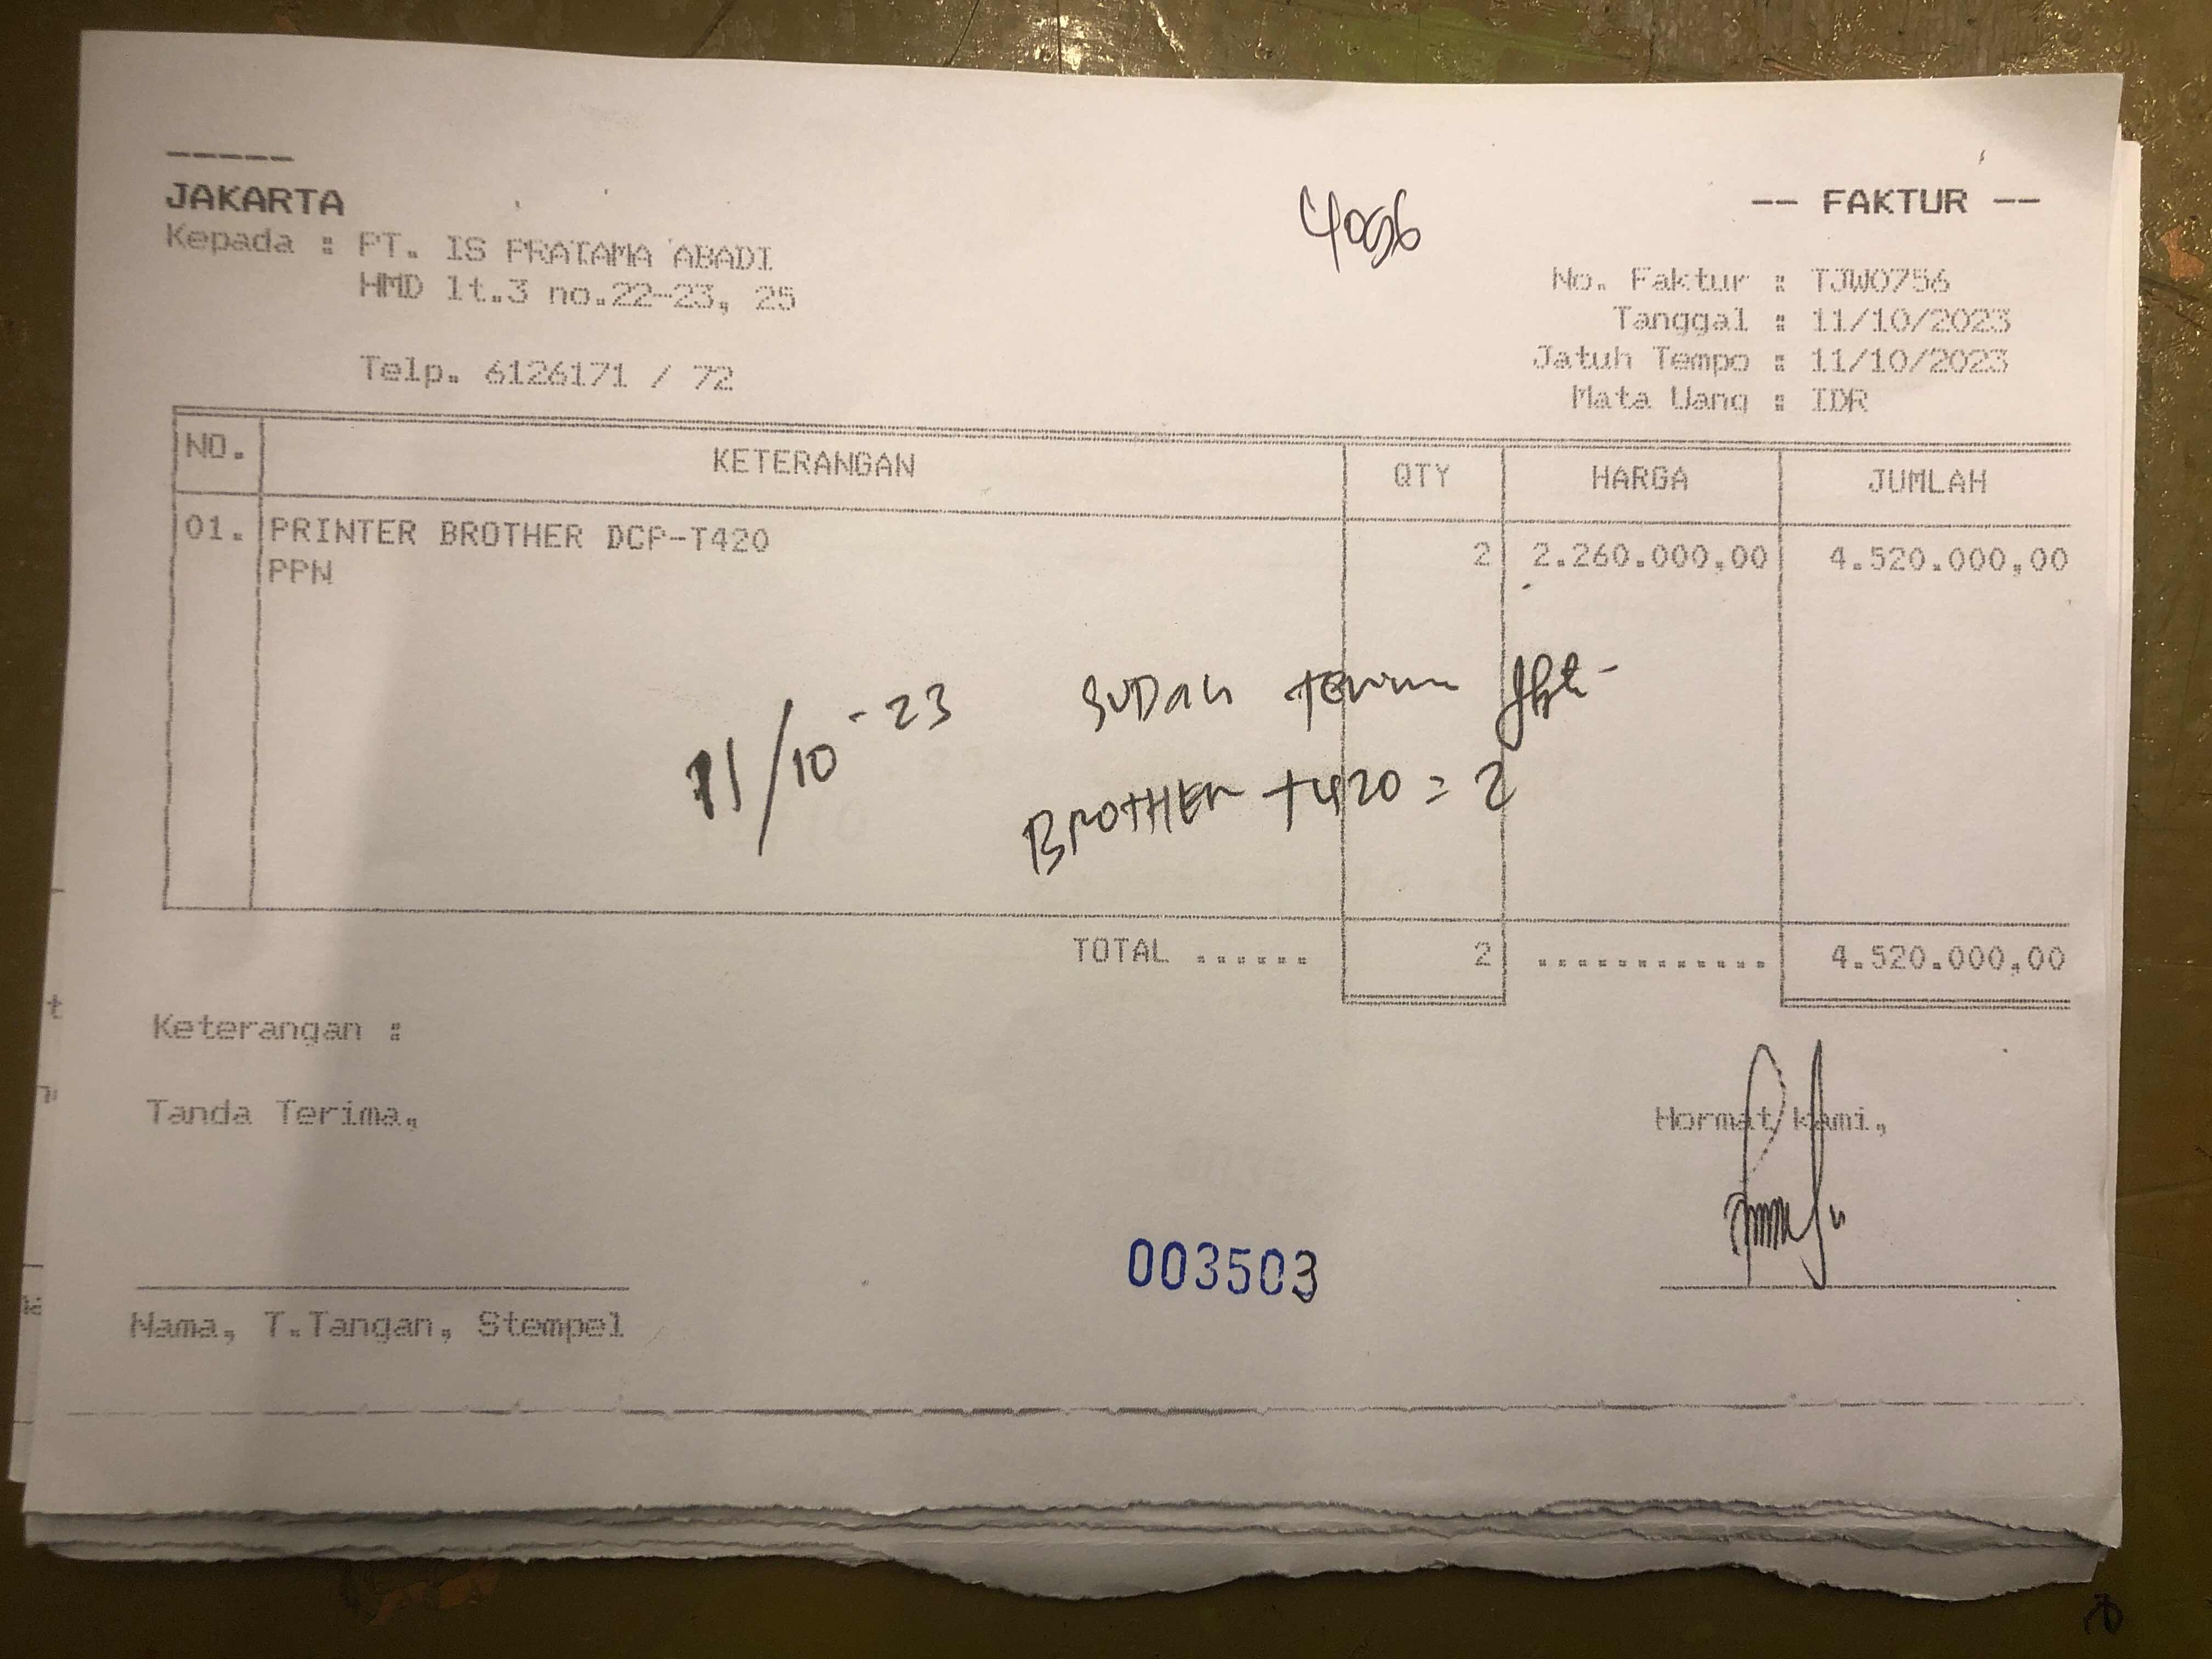 -----
JAKARTA
-- FAKTUR --
Kepada : PT. IS PRATAMA ABADI
HMD lt.3 no.22-23, 25
Telp. 6126171 / 72
No. Faktur : TJW0756
Tanggal : 11/10/2023
Jatuh Tempo : 11/10/2023
Mata Uang : IDR
NO. KETERANGAN QTY HARGA JUMLAH
01. PRINTER BROTHER DCP-T420 2 2.260.000,00 4.520.000,00
PPN
11/10-23 SUDAH terima
BROTHER T420 = 2
TOTAL ...... 2 ............ 4.520.000,00
Keterangan :
Tanda Terima,
Hormat kami,
003503
Nama, T.Tangan, Stempel